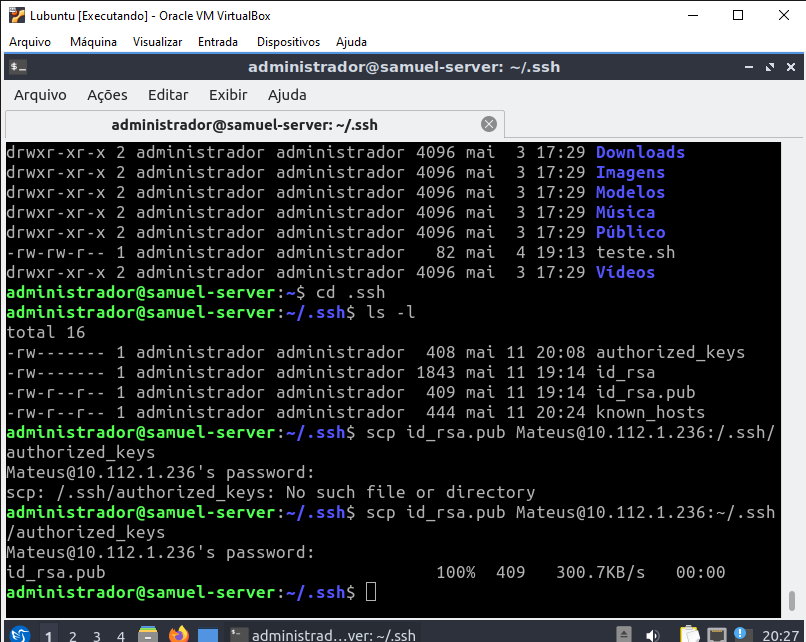 Lubuntu [Executando] - Oracle VM VirtualBox
Arquivo Máquina Visualizar Entrada Dispositivos Ajuda
administrador@samuel-server: ~/.ssh
Arquivo Ações Editar Exibir Ajuda
administrador@samuel-server: ~/.ssh
drwxr-xr-x 2 administrador administrador 4096 mai  3 17:29 Downloads
drwxr-xr-x 2 administrador administrador 4096 mai  3 17:29 Imagens
drwxr-xr-x 2 administrador administrador 4096 mai  3 17:29 Modelos
drwxr-xr-x 2 administrador administrador 4096 mai  3 17:29 Música
drwxr-xr-x 2 administrador administrador 4096 mai  3 17:29 Público
-rw-rw-r-- 1 administrador administrador   82 mai  4 19:13 teste.sh
drwxr-xr-x 2 administrador administrador 4096 mai  3 17:29 Vídeos
administrador@samuel-server:~$ cd .ssh
administrador@samuel-server:~/.ssh$ ls -l
total 16
-rw------- 1 administrador administrador  408 mai 11 20:08 authorized_keys
-rw------- 1 administrador administrador 1843 mai 11 19:14 id_rsa
-rw-r--r-- 1 administrador administrador  409 mai 11 19:14 id_rsa.pub
-rw-r--r-- 1 administrador administrador  444 mai 11 20:24 known_hosts
administrador@samuel-server:~/.ssh$ scp id_rsa.pub Mateus@10.112.1.236:/.ssh/
authorized_keys
Mateus@10.112.1.236's password:
scp: /.ssh/authorized_keys: No such file or directory
administrador@samuel-server:~/.ssh$ scp id_rsa.pub Mateus@10.112.1.236:~/.ssh
/authorized_keys
Mateus@10.112.1.236's password:
id_rsa.pub 100% 409 300.7KB/s 00:00
administrador@samuel-server:~/.ssh$
1 2 3 4 administrad…ver: ~/.ssh 20:27